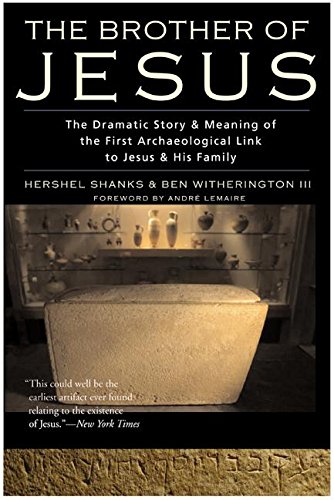 THE BROTHER OF
JESUS
The Dramatic Story & Meaning of
the First Archaeological Link
to Jesus & His Family
HERSHEL SHANKS & BEN WITHERINGTON III
FOREWORD BY ANDRÉ LEMAIRE
“This could well be the
earliest artifact ever found
relating to the existence
of Jesus.”—New York Times